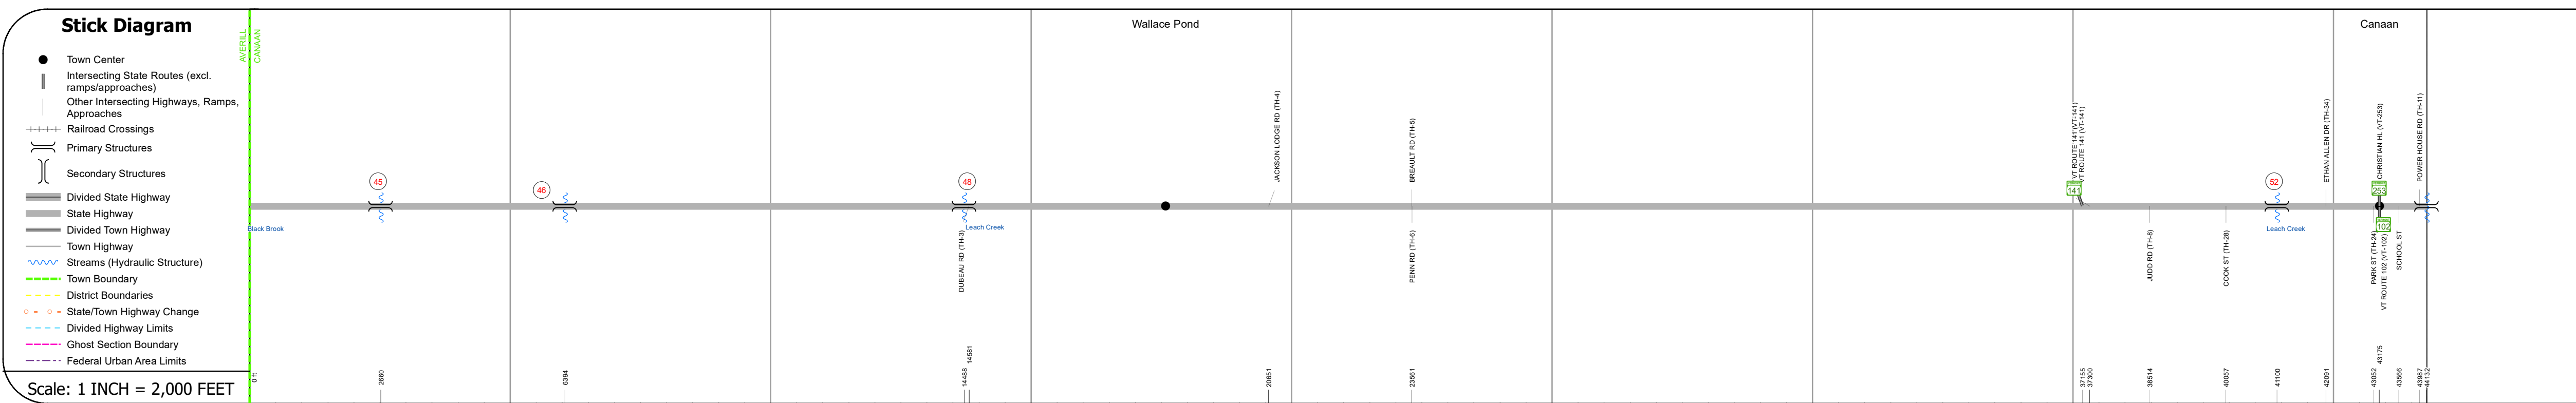 Stick Diagram
Town Center
Intersecting State Routes (excl.
ramps/approaches)
Other Intersecting Highways, Ramps,
Approaches
Railroad Crossings
Primary Structures
Secondary Structures
Divided State Highway
State Highway
Divided Town Highway
Town Highway
Streams (Hydraulic Structure)
Town Boundary
District Boundaries
State/Town Highway Change
Divided Highway Limits
Ghost Section Boundary
Federal Urban Area Limits
Scale: 1 INCH = 2,000 FEET
AVERILL
CANAAN
Wallace Pond
Canaan
45
46
48
52
Black Brook
Leach Creek
Leach Creek
DUBEAU RD (TH-3)
JACKSON LODGE RD (TH-4)
BREAULT RD (TH-5)
PENN RD (TH-6)
VT ROUTE 141 (VT-141)
VT ROUTE 141 (VT-141)
141
JUDD RD (TH-8)
COOK ST (TH-28)
ETHAN ALLEN DR (TH-34)
CHRISTIAN HL (VT-253)
253
102
PARK ST (TH-24)
VT ROUTE 102 (VT-102)
SCHOOL ST
POWER HOUSE RD (TH-11)
0 ft
2660
6394
14488
14581
20651
23561
37155
37300
38514
40057
41100
42091
43052
43175
43566
43987
44132